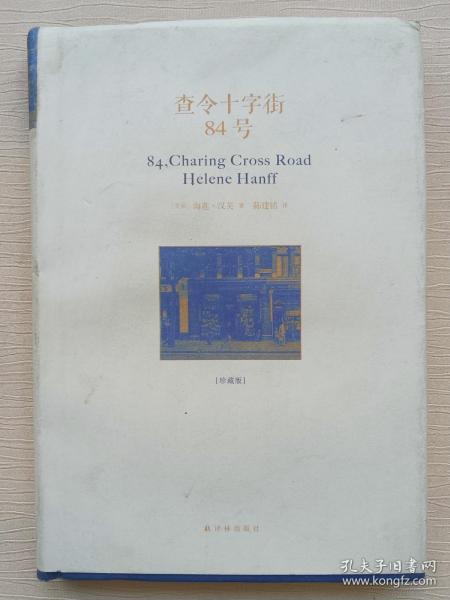 查令十字街
84号
84, Charing Cross Road
Helene Hanff
[美国] 海莲·汉芙 著 陈建铭 译
[珍藏版]
译林出版社
孔夫子旧书网
www.kongfz.com